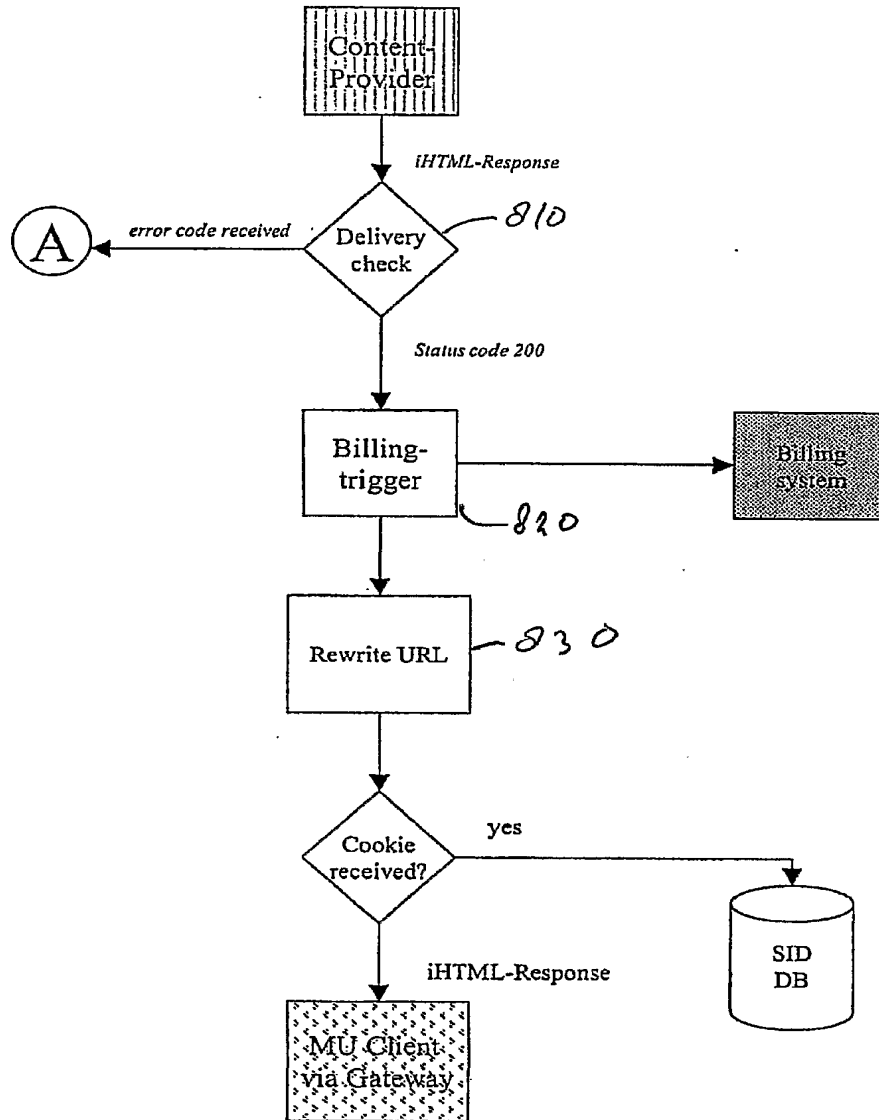 Content-
Provider
iHTML-Response
810
error code received
A
Delivery
check
Status code 200
Billing-
trigger
Billing
system
820
Rewrite URL
830
yes
Cookie
received?
iHTML-Response
SID
DB
MU Client
via Gateway